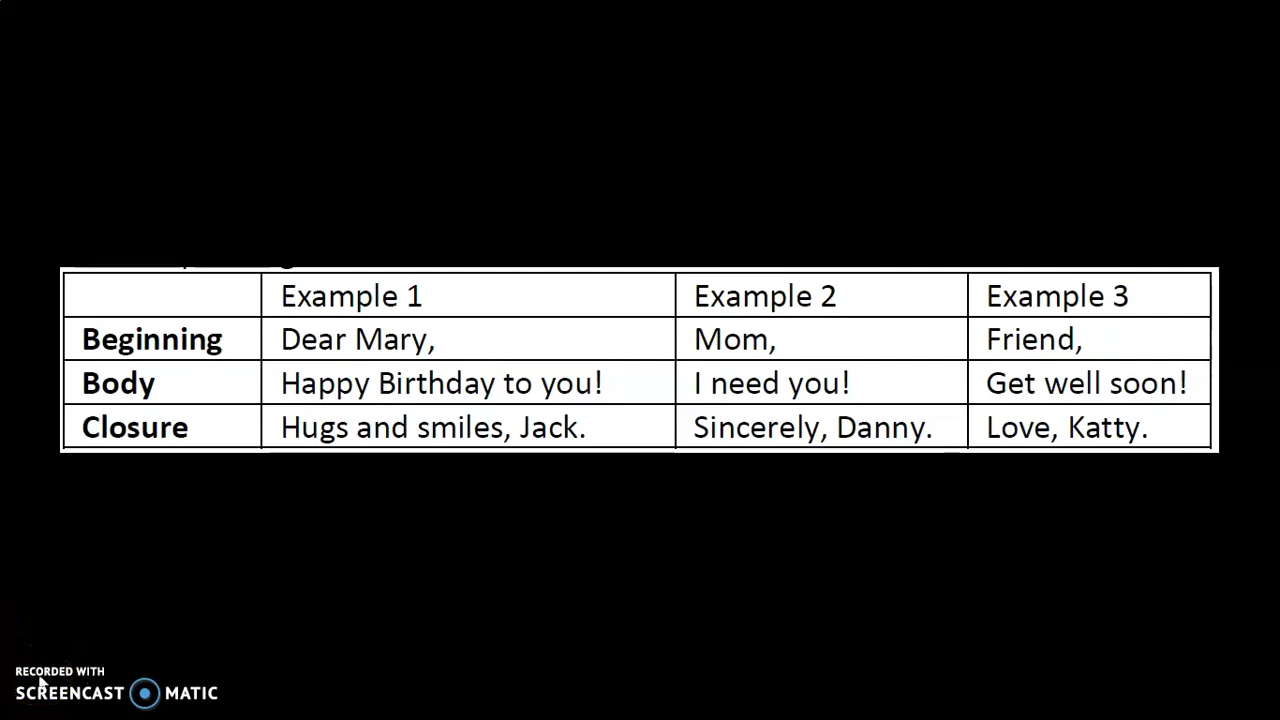 Example 1 Example 2 Example 3
Beginning Dear Mary, Mom, Friend,
Body Happy Birthday to you! I need you! Get well soon!
Closure Hugs and smiles, Jack. Sincerely, Danny. Love, Katty.
RECORDED WITH
SCREENCAST MATIC